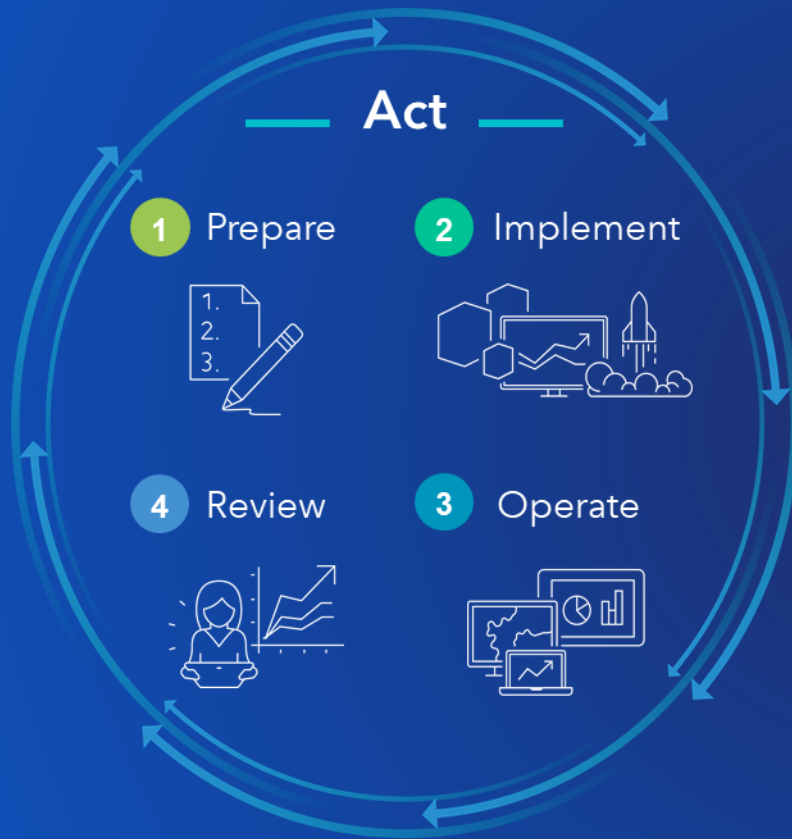 Act
1 Prepare
2 Implement
1.
2.
3.
4 Review
3 Operate